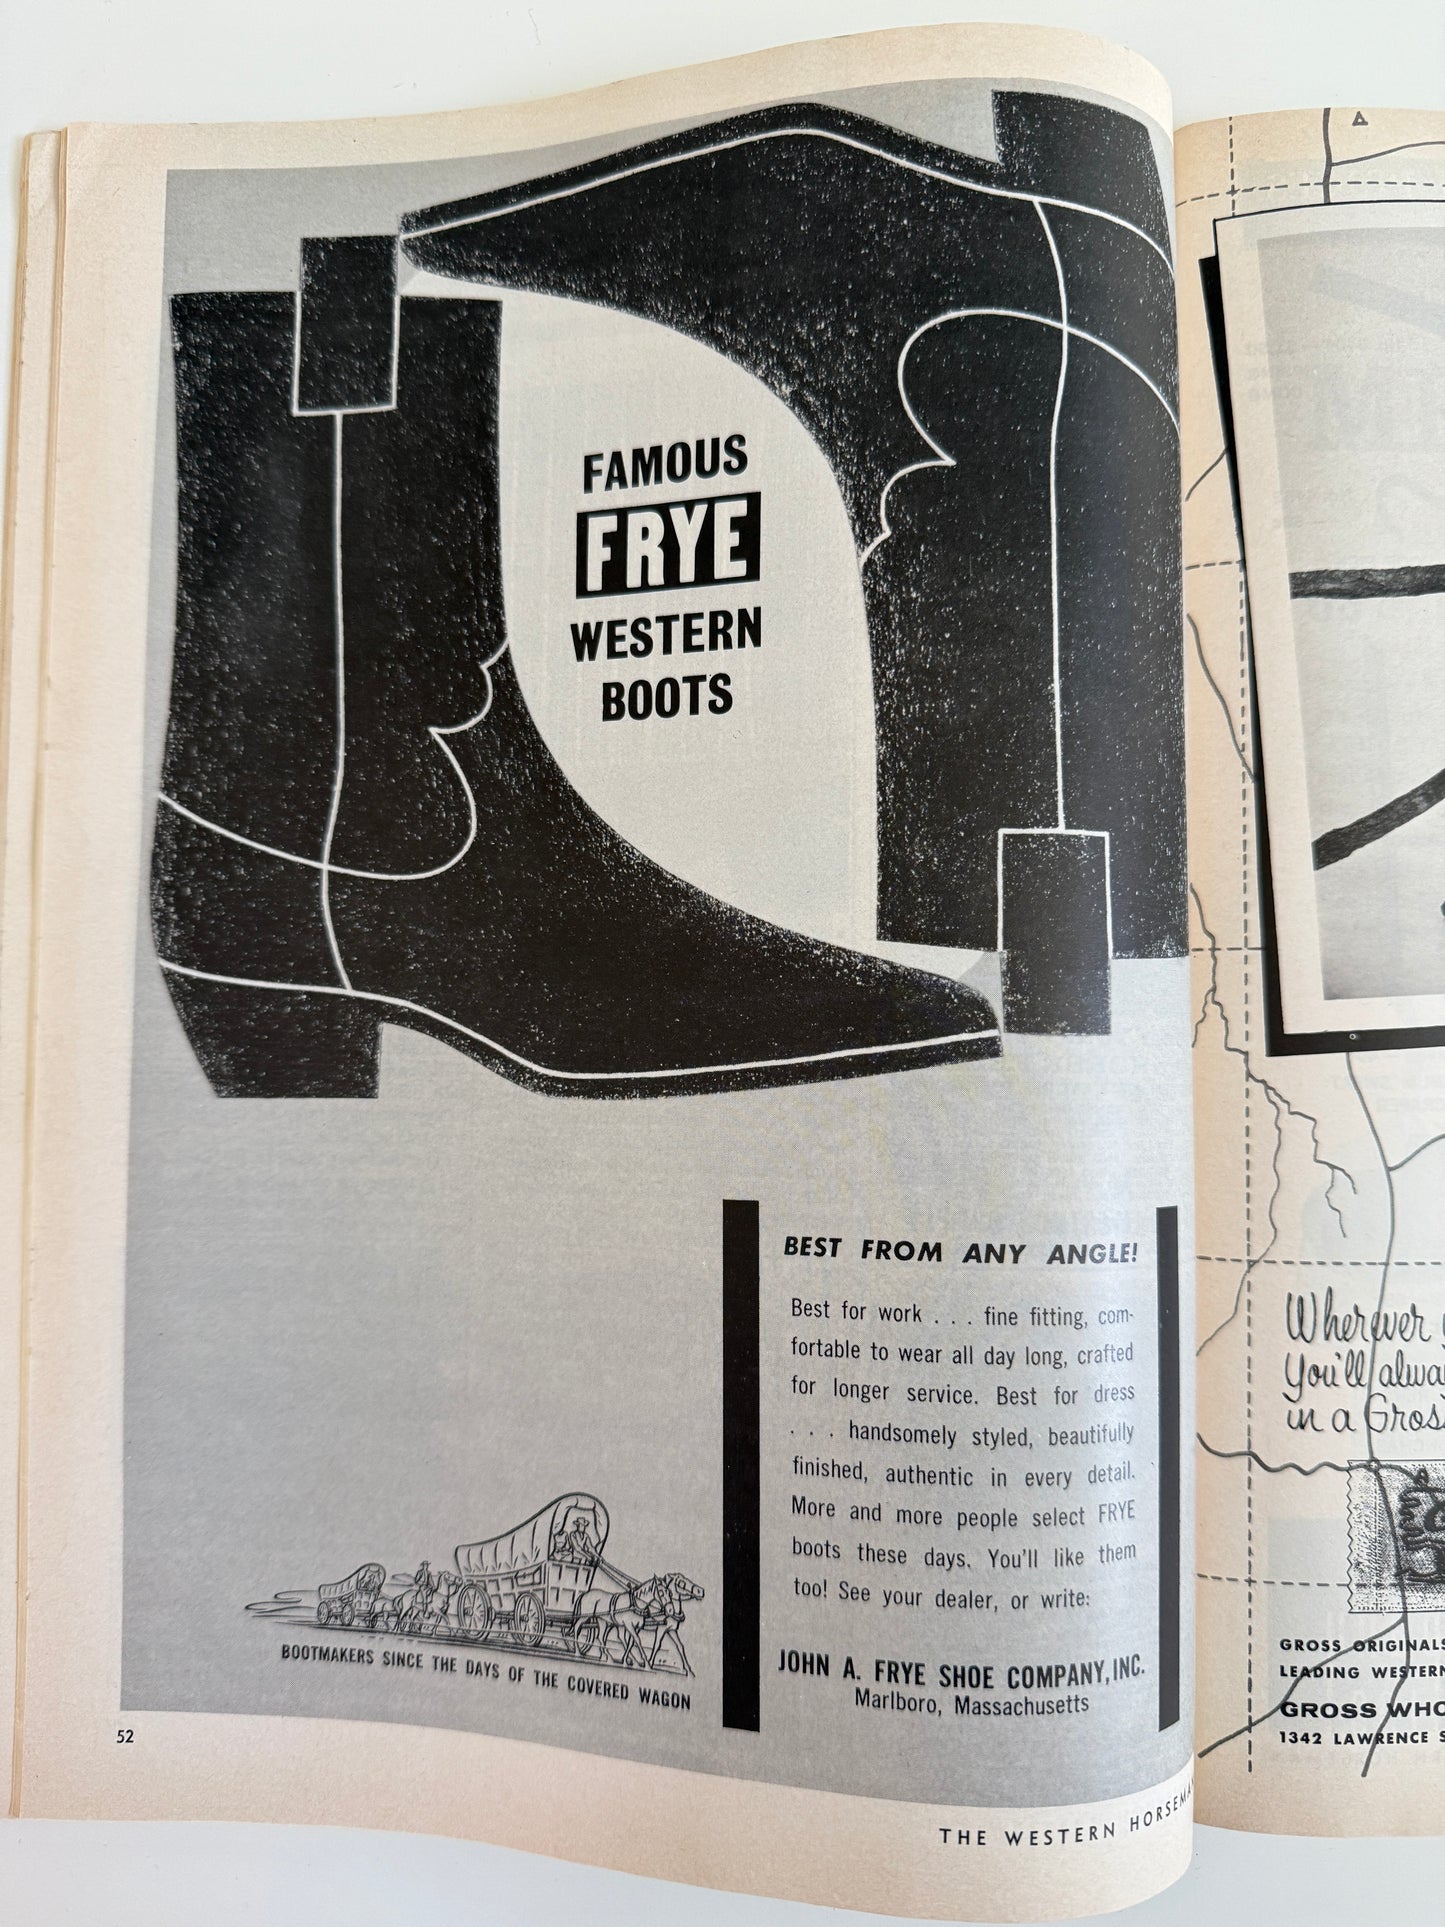 FAMOUS
FRYE
WESTERN
BOOTS
BEST FROM ANY ANGLE!
Best for work . . . fine fitting, com-
fortable to wear all day long, crafted
for longer service. Best for dress
. . . handsomely styled, beautifully
finished, authentic in every detail.
More and more people select FRYE
boots these days. You'll like them
too! See your dealer, or write:
JOHN A. FRYE SHOE COMPANY, INC.
Marlboro, Massachusetts
BOOTMAKERS SINCE THE DAYS OF THE COVERED WAGON
52
THE WESTERN HORSEMA
Wherever
You'll alwa
in a Gros
GROSS ORIGINALS
LEADING WESTERN
GROSS WHO
1342 LAWRENCE S